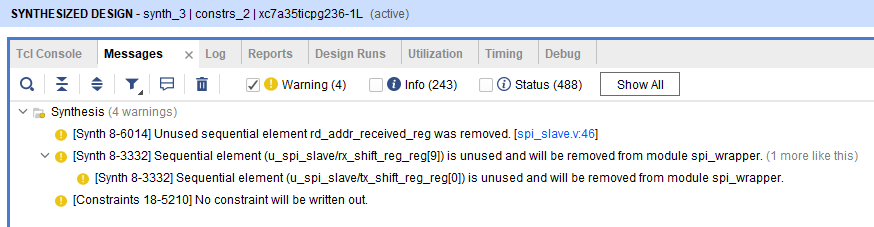 SYNTHESIZED DESIGN - synth_3 | constrs_2 | xc7a35ticpg236-1L (active)
Tcl Console Messages × Log Reports Design Runs Utilization Timing Debug
Warning (4) Info (243) Status (488) Show All
Synthesis (4 warnings)
[Synth 8-6014] Unused sequential element rd_addr_received_reg was removed. [spi_slave.v:46]
[Synth 8-3332] Sequential element (u_spi_slave/rx_shift_reg_reg[9]) is unused and will be removed from module spi_wrapper. (1 more like this)
[Synth 8-3332] Sequential element (u_spi_slave/tx_shift_reg_reg[0]) is unused and will be removed from module spi_wrapper.
[Constraints 18-5210] No constraint will be written out.